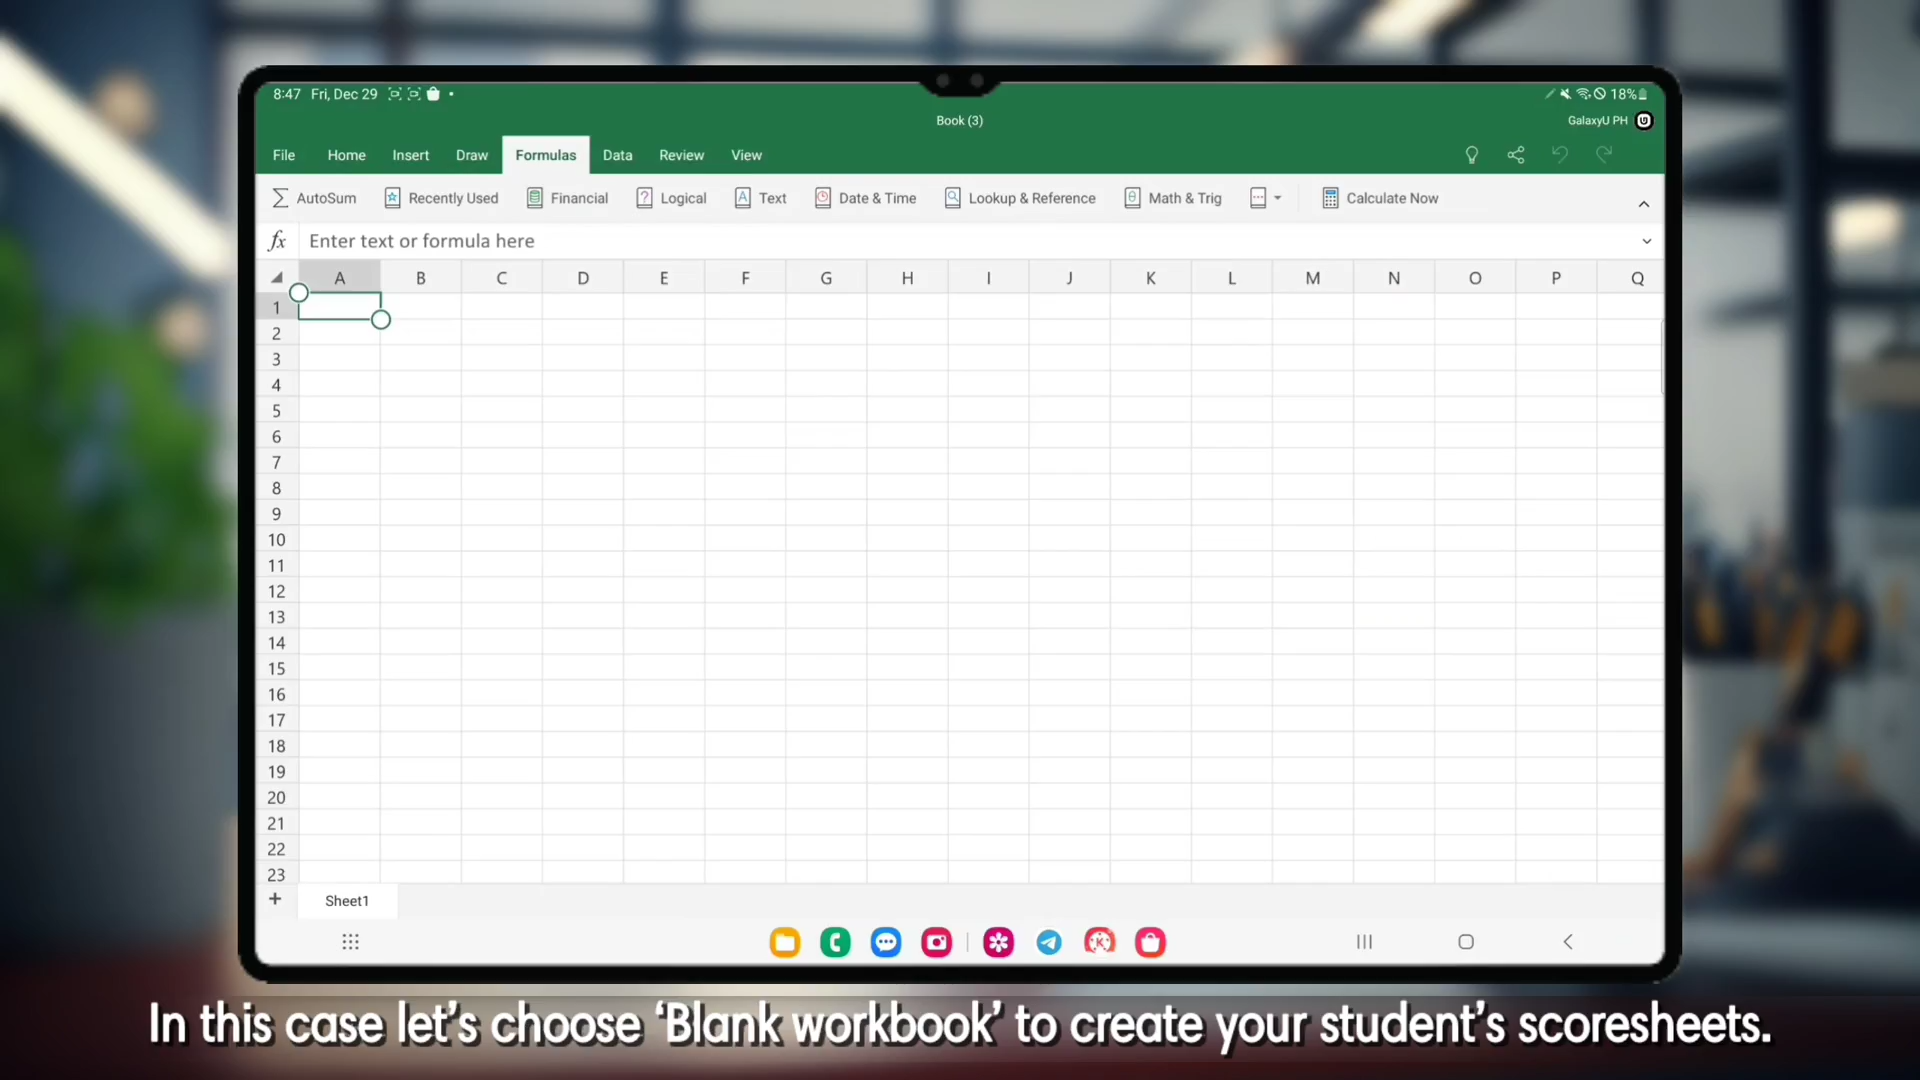 8:47 Fri, Dec 29
18%
Book (3)
GalaxyU PH
File Home Insert Draw Formulas Data Review View
AutoSum Recently Used Financial Logical Text Date & Time Lookup & Reference Math & Trig Calculate Now
fx Enter text or formula here
A B C D E F G H I J K L M N O P Q
1
2
3
4
5
6
7
8
9
10
11
12
13
14
15
16
17
18
19
20
21
22
23
+ Sheet1
In this case let's choose ‘Blank workbook’ to create your student's scoresheets.